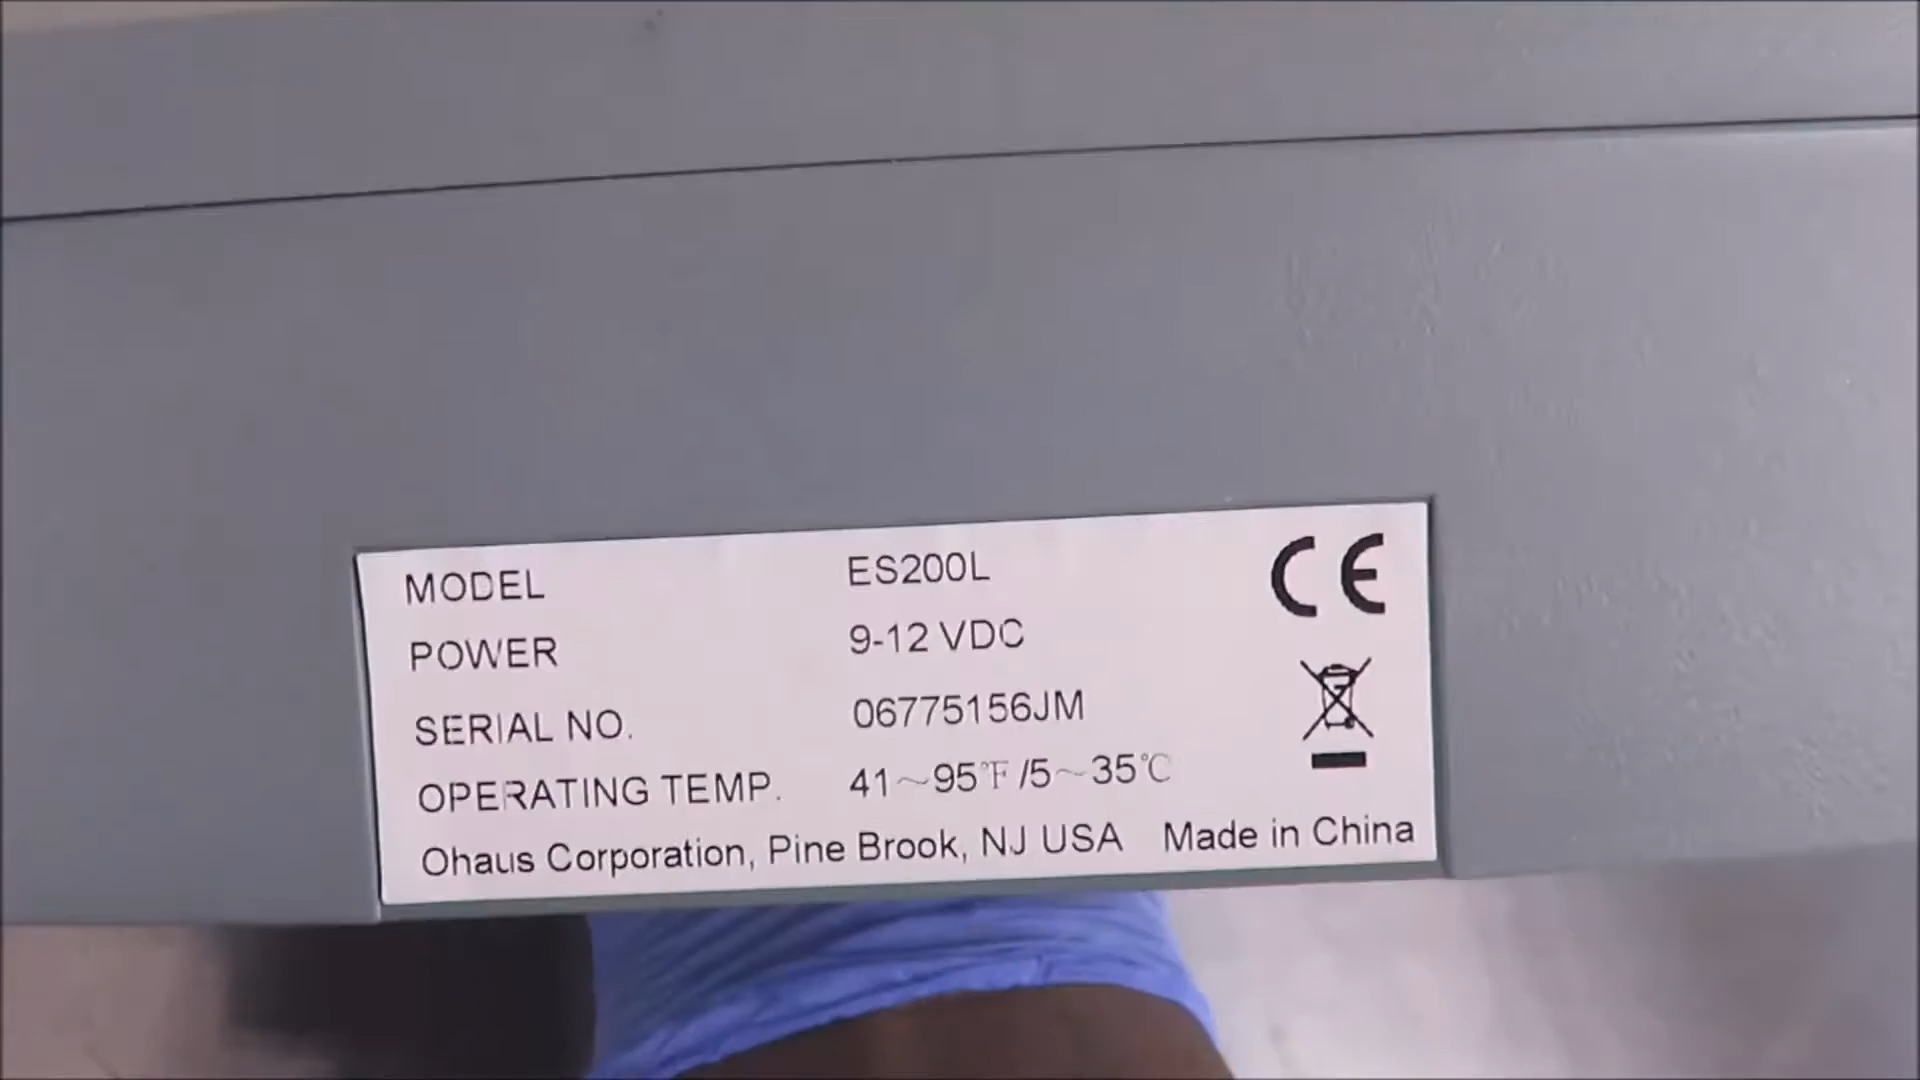 MODEL ES200L
POWER 9-12 VDC
SERIAL NO. 06775156JM
OPERATING TEMP. 41～95℉ /5～35℃
Ohaus Corporation, Pine Brook, NJ USA Made in China
CE